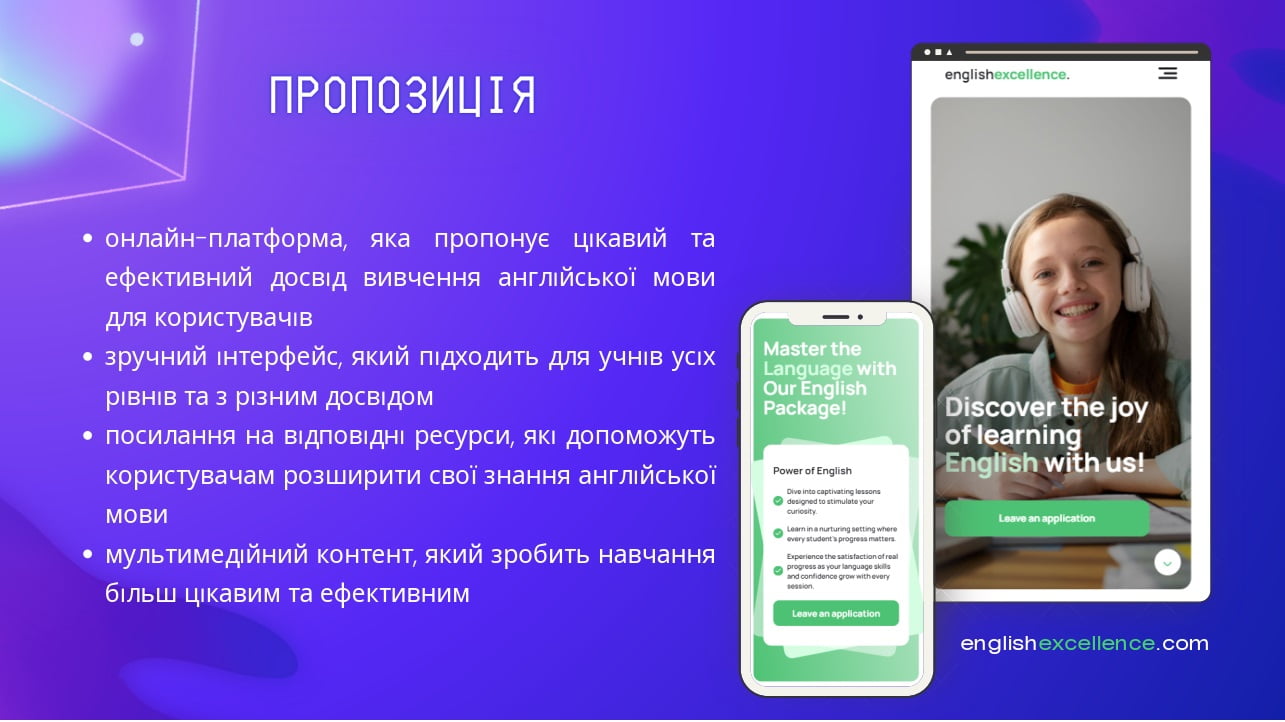 ПРОПОЗИЦІЯ
онлайн-платформа, яка пропонує цікавий та
ефективний досвід вивчення англійської мови
для користувачів
зручний інтерфейс, який підходить для учнів усіх
рівнів та з різним досвідом
посилання на відповідні ресурси, які допоможуть
користувачам розширити свої знання англійської
мови
мультимедійний контент, який зробить навчання
більш цікавим та ефективним
Master the
Language with
Our English
Package!
Power of English
Dive into captivating lessons
designed to stimulate your
curiosity.
Learn in a nurturing setting where
every student's progress matters.
Experience the satisfaction of real
progress as your language skills
and confidence grow with every
session.
Leave an application
englishexcellence.
Discover the joy
of learning
English with us!
Leave an application
englishexcellence.com